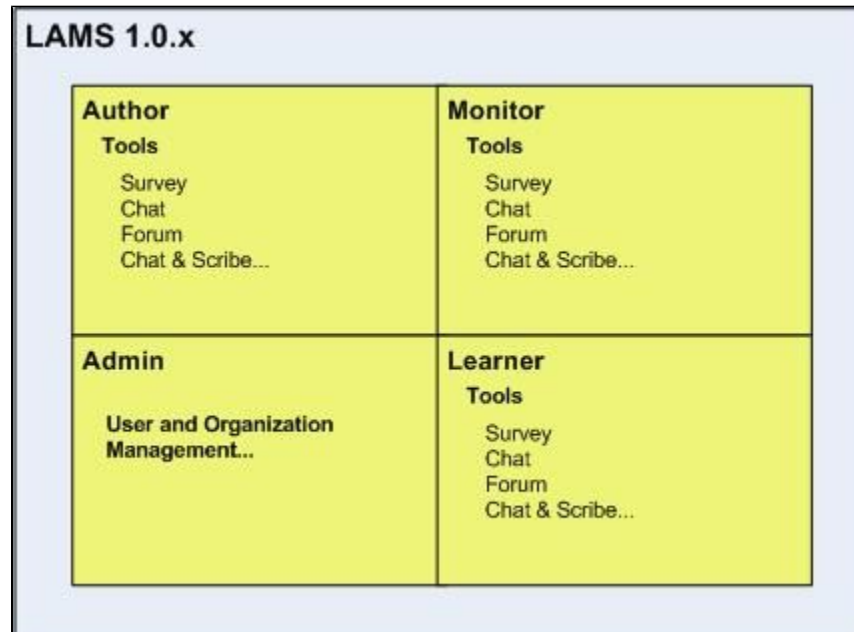 LAMS 1.0.x
Author
Tools
Survey
Chat
Forum
Chat & Scribe...
Monitor
Tools
Survey
Chat
Forum
Chat & Scribe...
Admin
User and Organization
Management...
Learner
Tools
Survey
Chat
Forum
Chat & Scribe...